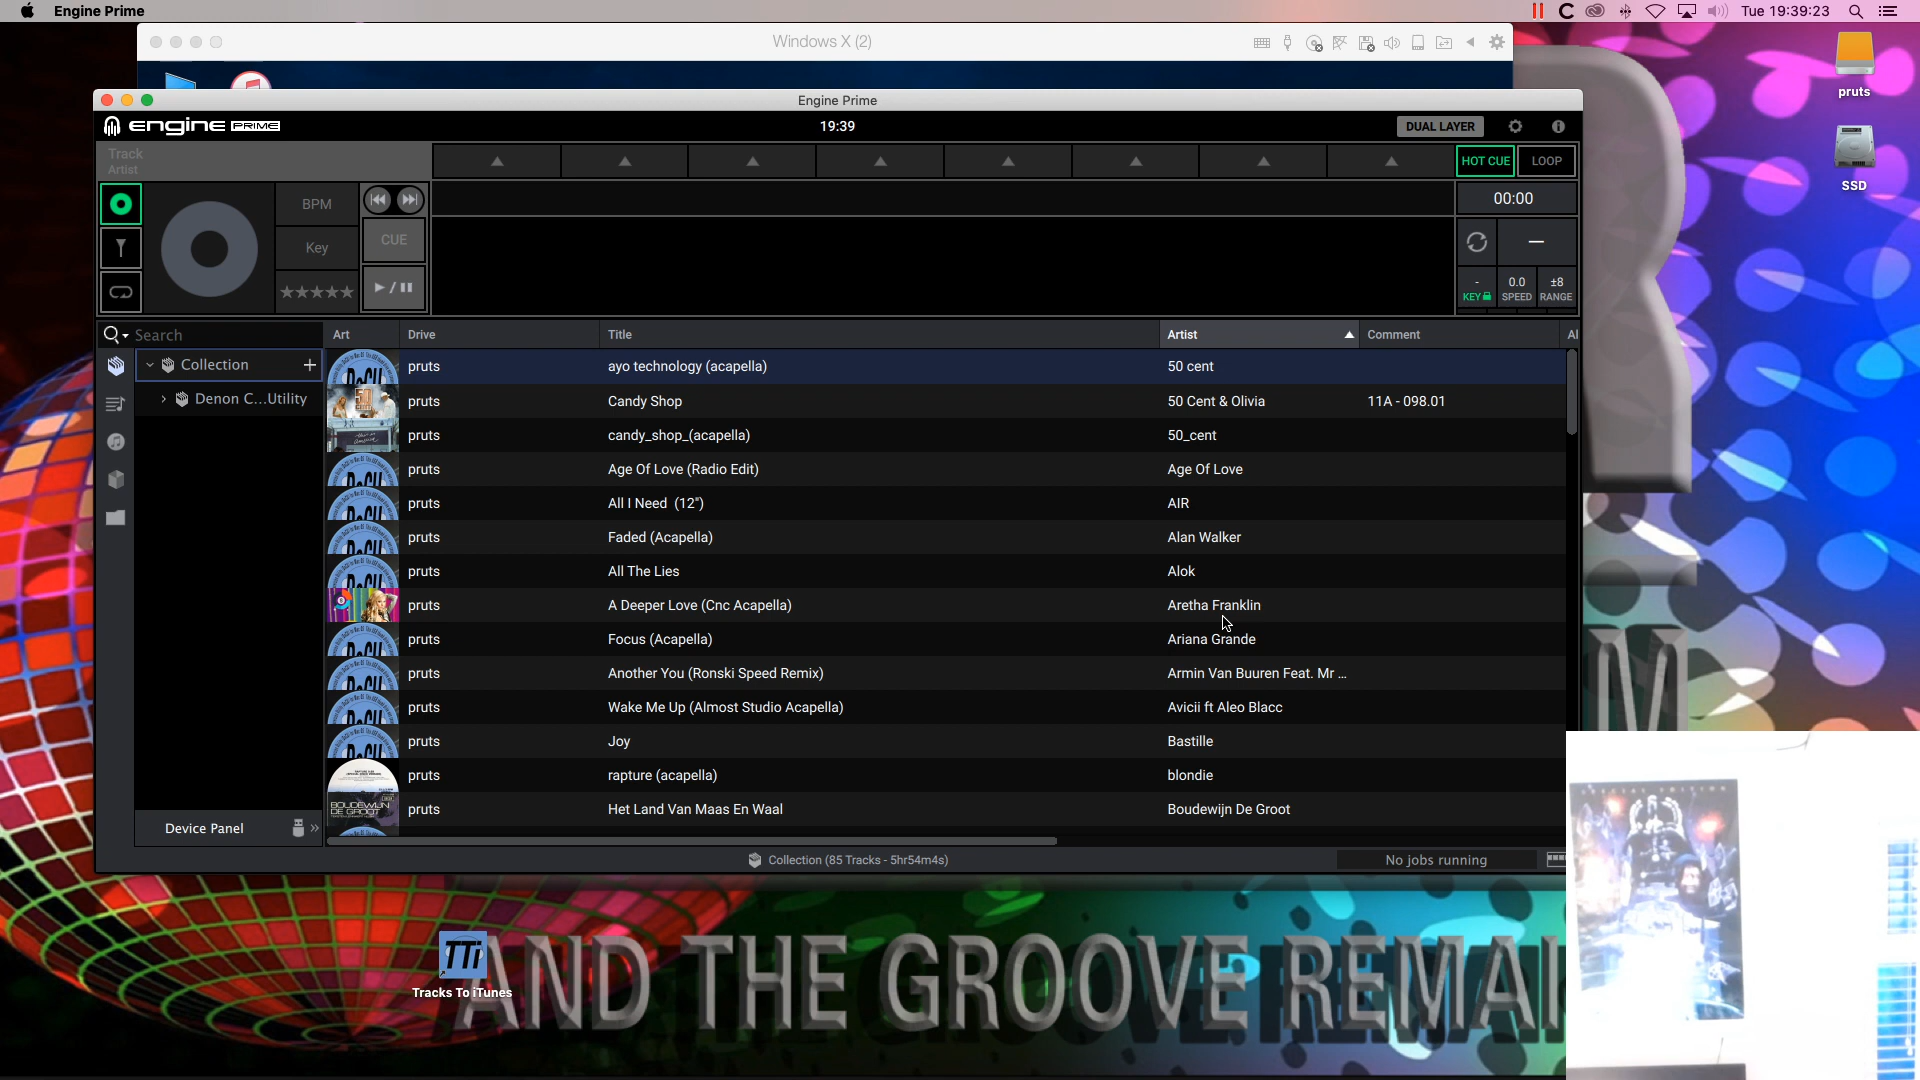 Engine Prime
Tue 19:39:23
Windows X (2)
pruts
SSD
Engine Prime
engine PRIME
19:39
DUAL LAYER
Track
Artist
HOT CUE
LOOP
BPM
Key
CUE
00:00
-
0.0
±8
KEY
SPEED
RANGE
Search
Art
Drive
Title
Artist
Comment
Al
Collection
Denon C...Utility
pruts ayo technology (acapella) 50 cent
pruts Candy Shop 50 Cent & Olivia 11A - 098.01
pruts candy_shop_(acapella) 50_cent
pruts Age Of Love (Radio Edit) Age Of Love
pruts All I Need (12") AIR
pruts Faded (Acapella) Alan Walker
pruts All The Lies Alok
pruts A Deeper Love (Cnc Acapella) Aretha Franklin
pruts Focus (Acapella) Ariana Grande
pruts Another You (Ronski Speed Remix) Armin Van Buuren Feat. Mr ...
pruts Wake Me Up (Almost Studio Acapella) Avicii ft Aleo Blacc
pruts Joy Bastille
pruts rapture (acapella) blondie
BOUDEWIJN DE GROOT
pruts Het Land Van Maas En Waal Boudewijn De Groot
Device Panel
Collection (85 Tracks - 5hr54m4s)
No jobs running
TTi
Tracks To iTunes
AND THE GROOVE REMAI